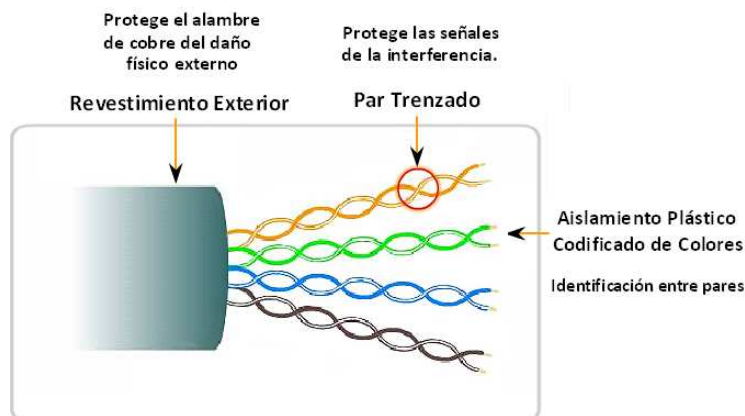 Protege el alambre
de cobre del daño
físico externo
Revestimiento Exterior
Protege las señales
de la interferencia.
Par Trenzado
Aislamiento Plástico
Codificado de Colores
Identificación entre pares